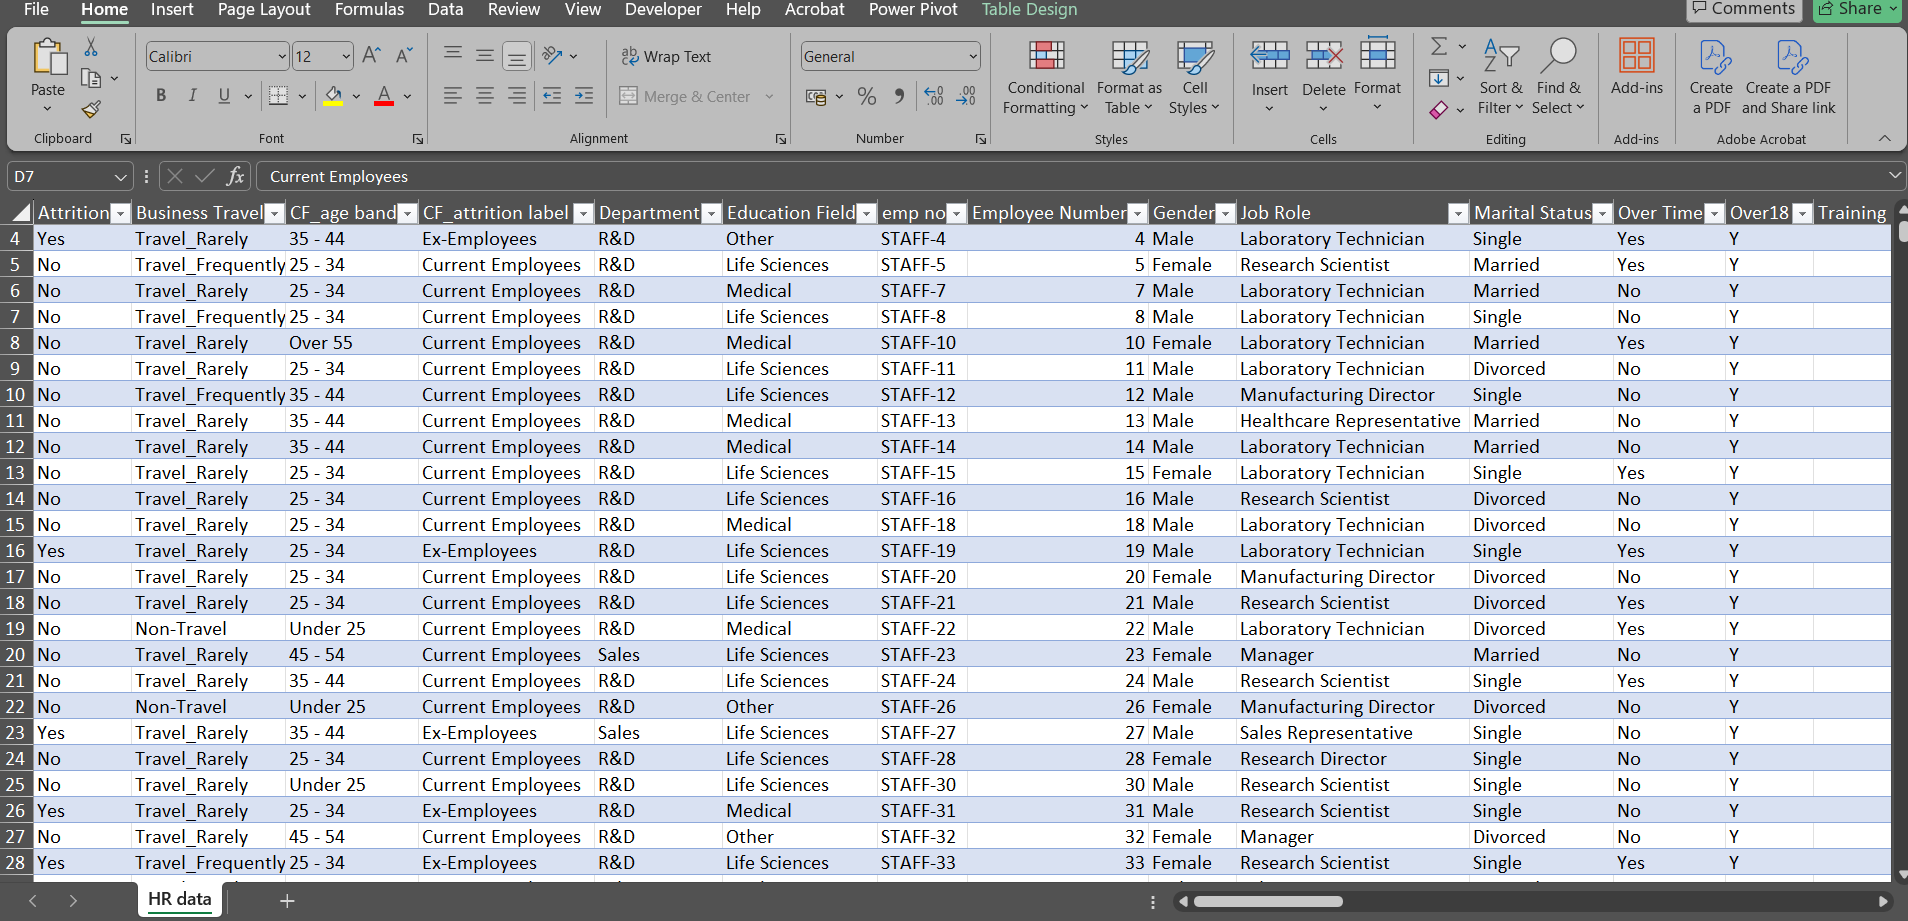 File Home Insert Page Layout Formulas Data Review View Developer Help Acrobat Power Pivot Table Design Comments Share
Calibri 12 Wrap Text General
Paste Merge & Center Conditional Formatting Format as Table Cell Styles Insert Delete Format Sort & Filter Find & Select Add-ins Create a PDF Create a PDF and Share link
Clipboard Font Alignment Number Styles Cells Editing Add-ins Adobe Acrobat
D7 fx Current Employees
Attrition Business Travel CF_age band CF_attrition label Department Education Field emp no Employee Number Gender Job Role Marital Status Over Time Over18 Training
4 Yes Travel_Rarely 35 - 44 Ex-Employees R&D Other STAFF-4 4 Male Laboratory Technician Single Yes Y
5 No Travel_Frequently 25 - 34 Current Employees R&D Life Sciences STAFF-5 5 Female Research Scientist Married Yes Y
6 No Travel_Rarely 25 - 34 Current Employees R&D Medical STAFF-7 7 Male Laboratory Technician Married No Y
7 No Travel_Frequently 25 - 34 Current Employees R&D Life Sciences STAFF-8 8 Male Laboratory Technician Single No Y
8 No Travel_Rarely Over 55 Current Employees R&D Medical STAFF-10 10 Female Laboratory Technician Married Yes Y
9 No Travel_Rarely 25 - 34 Current Employees R&D Life Sciences STAFF-11 11 Male Laboratory Technician Divorced No Y
10 No Travel_Frequently 35 - 44 Current Employees R&D Life Sciences STAFF-12 12 Male Manufacturing Director Single No Y
11 No Travel_Rarely 35 - 44 Current Employees R&D Medical STAFF-13 13 Male Healthcare Representative Married No Y
12 No Travel_Rarely 35 - 44 Current Employees R&D Medical STAFF-14 14 Male Laboratory Technician Married No Y
13 No Travel_Rarely 25 - 34 Current Employees R&D Life Sciences STAFF-15 15 Female Laboratory Technician Single Yes Y
14 No Travel_Rarely 25 - 34 Current Employees R&D Life Sciences STAFF-16 16 Male Research Scientist Divorced No Y
15 No Travel_Rarely 25 - 34 Current Employees R&D Medical STAFF-18 18 Male Laboratory Technician Divorced No Y
16 Yes Travel_Rarely 25 - 34 Ex-Employees R&D Life Sciences STAFF-19 19 Male Laboratory Technician Single Yes Y
17 No Travel_Rarely 25 - 34 Current Employees R&D Life Sciences STAFF-20 20 Female Manufacturing Director Divorced No Y
18 No Travel_Rarely 25 - 34 Current Employees R&D Life Sciences STAFF-21 21 Male Research Scientist Divorced Yes Y
19 No Non-Travel Under 25 Current Employees R&D Medical STAFF-22 22 Male Laboratory Technician Divorced Yes Y
20 No Travel_Rarely 45 - 54 Current Employees Sales Life Sciences STAFF-23 23 Female Manager Married No Y
21 No Travel_Rarely 35 - 44 Current Employees R&D Life Sciences STAFF-24 24 Male Research Scientist Single Yes Y
22 No Non-Travel Under 25 Current Employees R&D Other STAFF-26 26 Female Manufacturing Director Divorced No Y
23 Yes Travel_Rarely 35 - 44 Ex-Employees Sales Life Sciences STAFF-27 27 Male Sales Representative Single No Y
24 No Travel_Rarely 25 - 34 Current Employees R&D Life Sciences STAFF-28 28 Female Research Director Single No Y
25 No Travel_Rarely Under 25 Current Employees R&D Life Sciences STAFF-30 30 Male Research Scientist Single No Y
26 Yes Travel_Rarely 25 - 34 Ex-Employees R&D Medical STAFF-31 31 Male Research Scientist Single No Y
27 No Travel_Rarely 45 - 54 Current Employees R&D Other STAFF-32 32 Female Manager Divorced No Y
28 Yes Travel_Frequently 25 - 34 Ex-Employees R&D Life Sciences STAFF-33 33 Female Research Scientist Single Yes Y
HR data